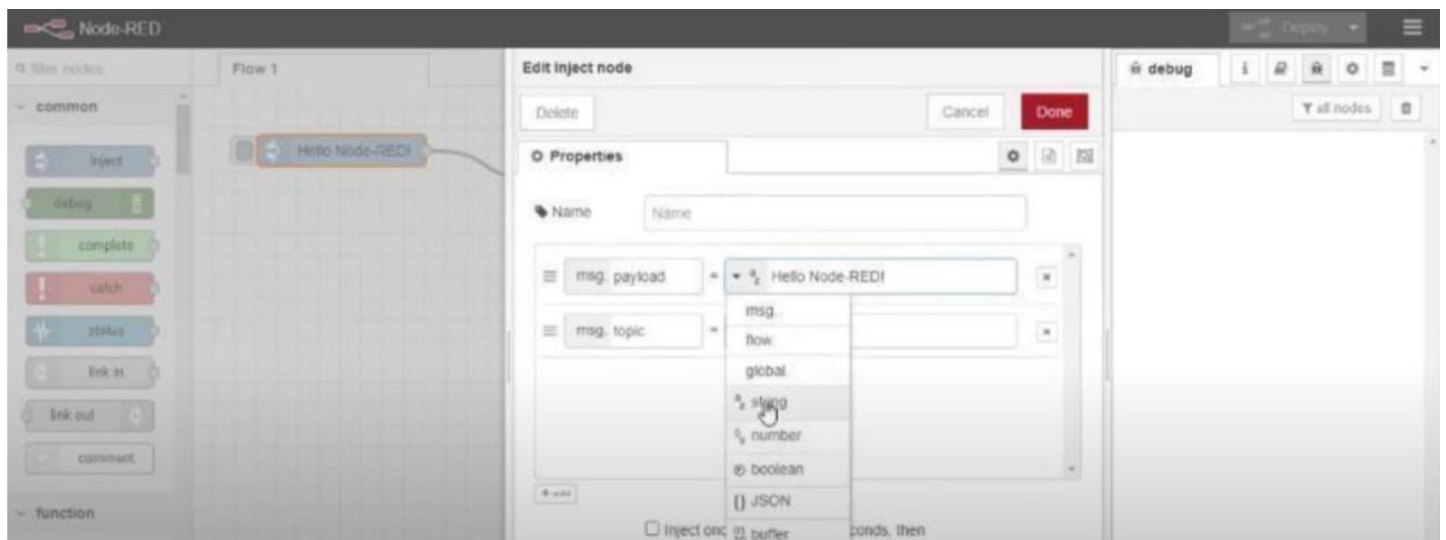 Node-RED
Deploy
filter nodes
Flow 1
Edit inject node
debug
common
Delete
Cancel
Done
all nodes
inject
Hello Node-RED!
Properties
debug
Name
Name
complete
msg. payload
=
Hello Node-RED!
catch
msg.
status
msg. topic
=
flow.
link in
global.
string
link out
number
comment
boolean
+ add
{} JSON
function
Inject onc
buffer
conds, then